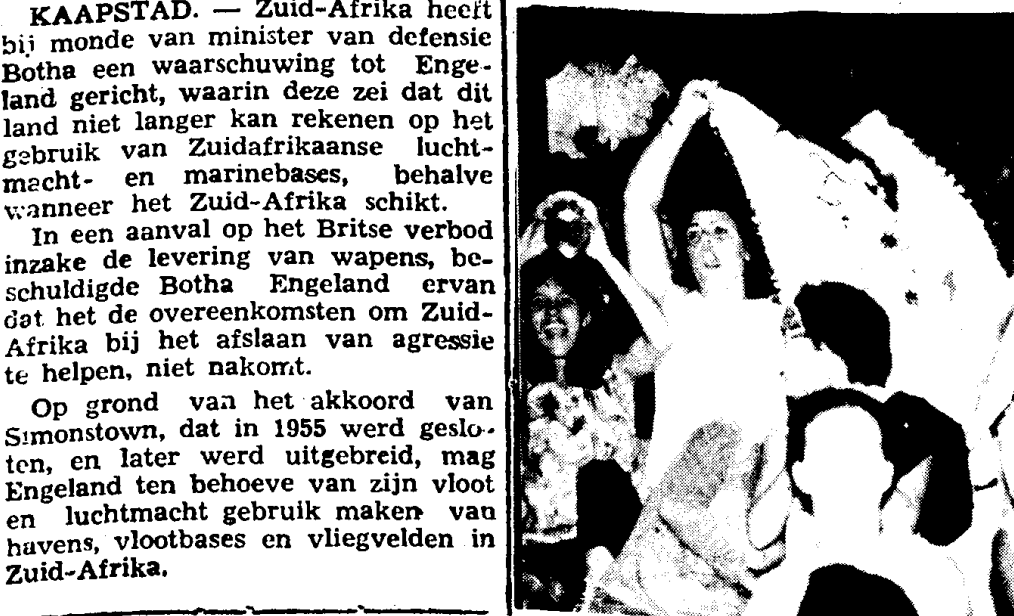 KAAPSTAD. — Zuid-Afrika heeft
bij monde van minister van defensie
Botha een waarschuwing tot Enge-
land gericht, waarin deze zei dat dit
land niet langer kan rekenen op het
gebruik van Zuidafrikaanse lucht-
macht- en marinebases, behalve
wanneer het Zuid-Afrika schikt.
In een aanval op het Britse verbod
inzake de levering van wapens, be-
schuldigde Botha Engeland ervan
dat het de overeenkomsten om Zuid-
Afrika bij het afslaan van agressie
te helpen, niet nakomt.
Op grond van het akkoord van
Simonstown, dat in 1955 werd geslo-
ten, en later werd uitgebreid, mag
Engeland ten behoeve van zijn vloot
en luchtmacht gebruik maken van
havens, vlootbases en vliegvelden in
Zuid-Afrika.